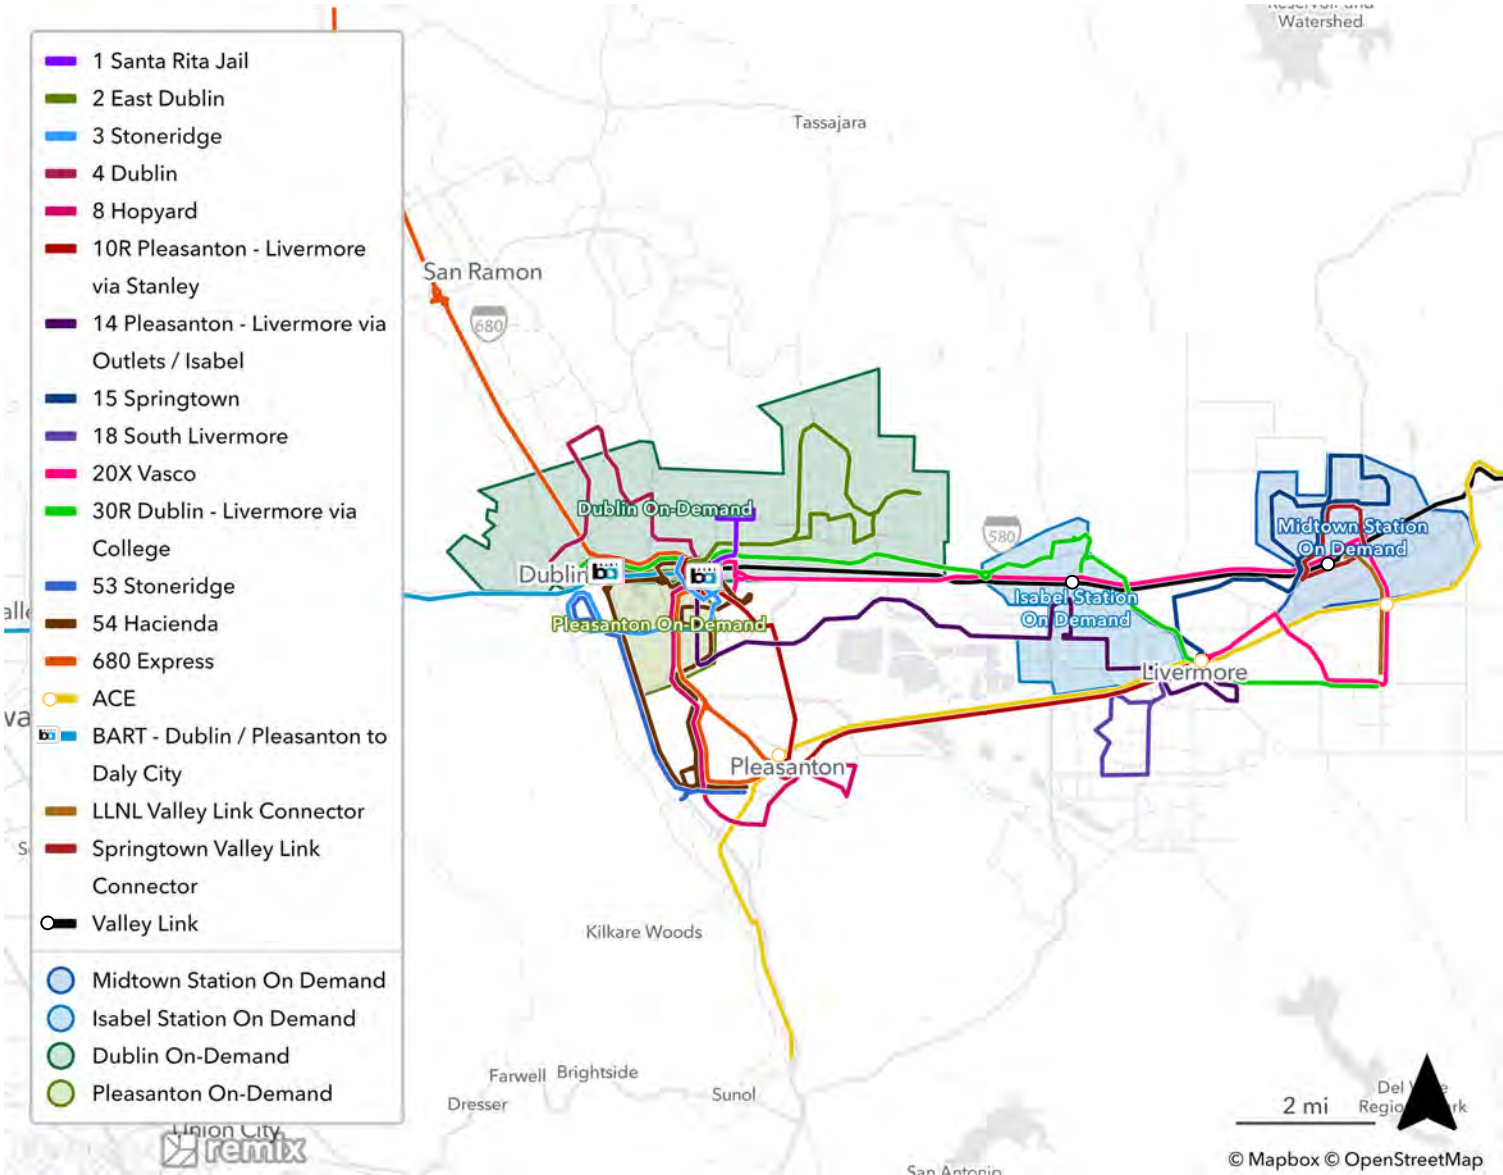 1 Santa Rita Jail
2 East Dublin
3 Stoneridge
4 Dublin
8 Hopyard
10R Pleasanton - Livermore
via Stanley
14 Pleasanton - Livermore via
Outlets / Isabel
15 Springtown
18 South Livermore
20X Vasco
30R Dublin - Livermore via
College
53 Stoneridge
54 Hacienda
680 Express
ACE
BART - Dublin / Pleasanton to
Daly City
LLNL Valley Link Connector
Springtown Valley Link
Connector
Valley Link
Midtown Station On Demand
Isabel Station On Demand
Dublin On-Demand
Pleasanton On-Demand
Watershed
Tassajara
San Ramon
680
Dublin On-Demand
580
Midtown Station
On Demand
Dublin
ba
ba
Isabel Station
On Demand
Pleasanton On-Demand
Livermore
Pleasanton
Kilkare Woods
Farwell
Brightside
Dresser
Sunol
Union City
remix
2 mi
San Antonio
© Mapbox © OpenStreetMap